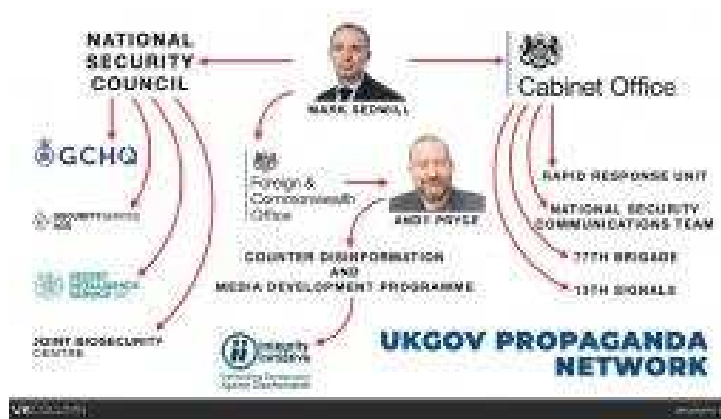 NATIONAL
SECURITY
COUNCIL
MARK SEDWILL
Cabinet Office
GCHQ
Foreign &
Commonwealth
Office
ANDY PRYCE
RAPID RESPONSE UNIT
NATIONAL SECURITY
COMMUNICATIONS TEAM
77TH BRIGADE
13TH SIGNALS
COUNTER DISINFORMATION
AND
MEDIA DEVELOPMENT PROGRAMME
JOINT BIOSECURITY
CENTRE
Integrity
Initiative
UKGOV PROPAGANDA
NETWORK